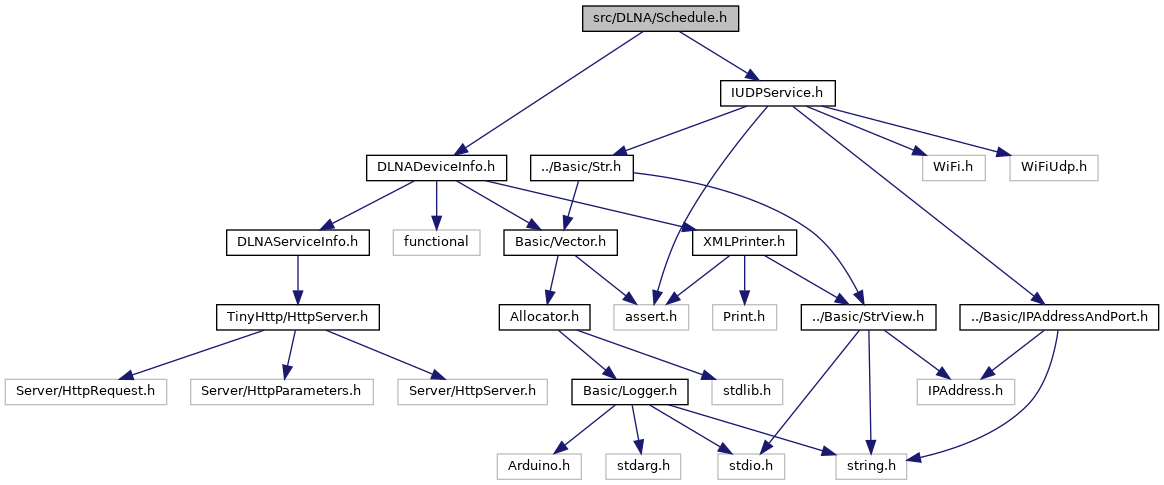 src/DLNA/Schedule.h
IUDPService.h
DLNADeviceInfo.h
../Basic/Str.h
WiFi.h
WiFiUdp.h
DLNAServiceInfo.h
functional
Basic/Vector.h
XMLPrinter.h
TinyHttp/HttpServer.h
Allocator.h
assert.h
Print.h
../Basic/StrView.h
../Basic/IPAddressAndPort.h
Server/HttpRequest.h
Server/HttpParameters.h
Server/HttpServer.h
Basic/Logger.h
stdlib.h
IPAddress.h
Arduino.h
stdarg.h
stdio.h
string.h